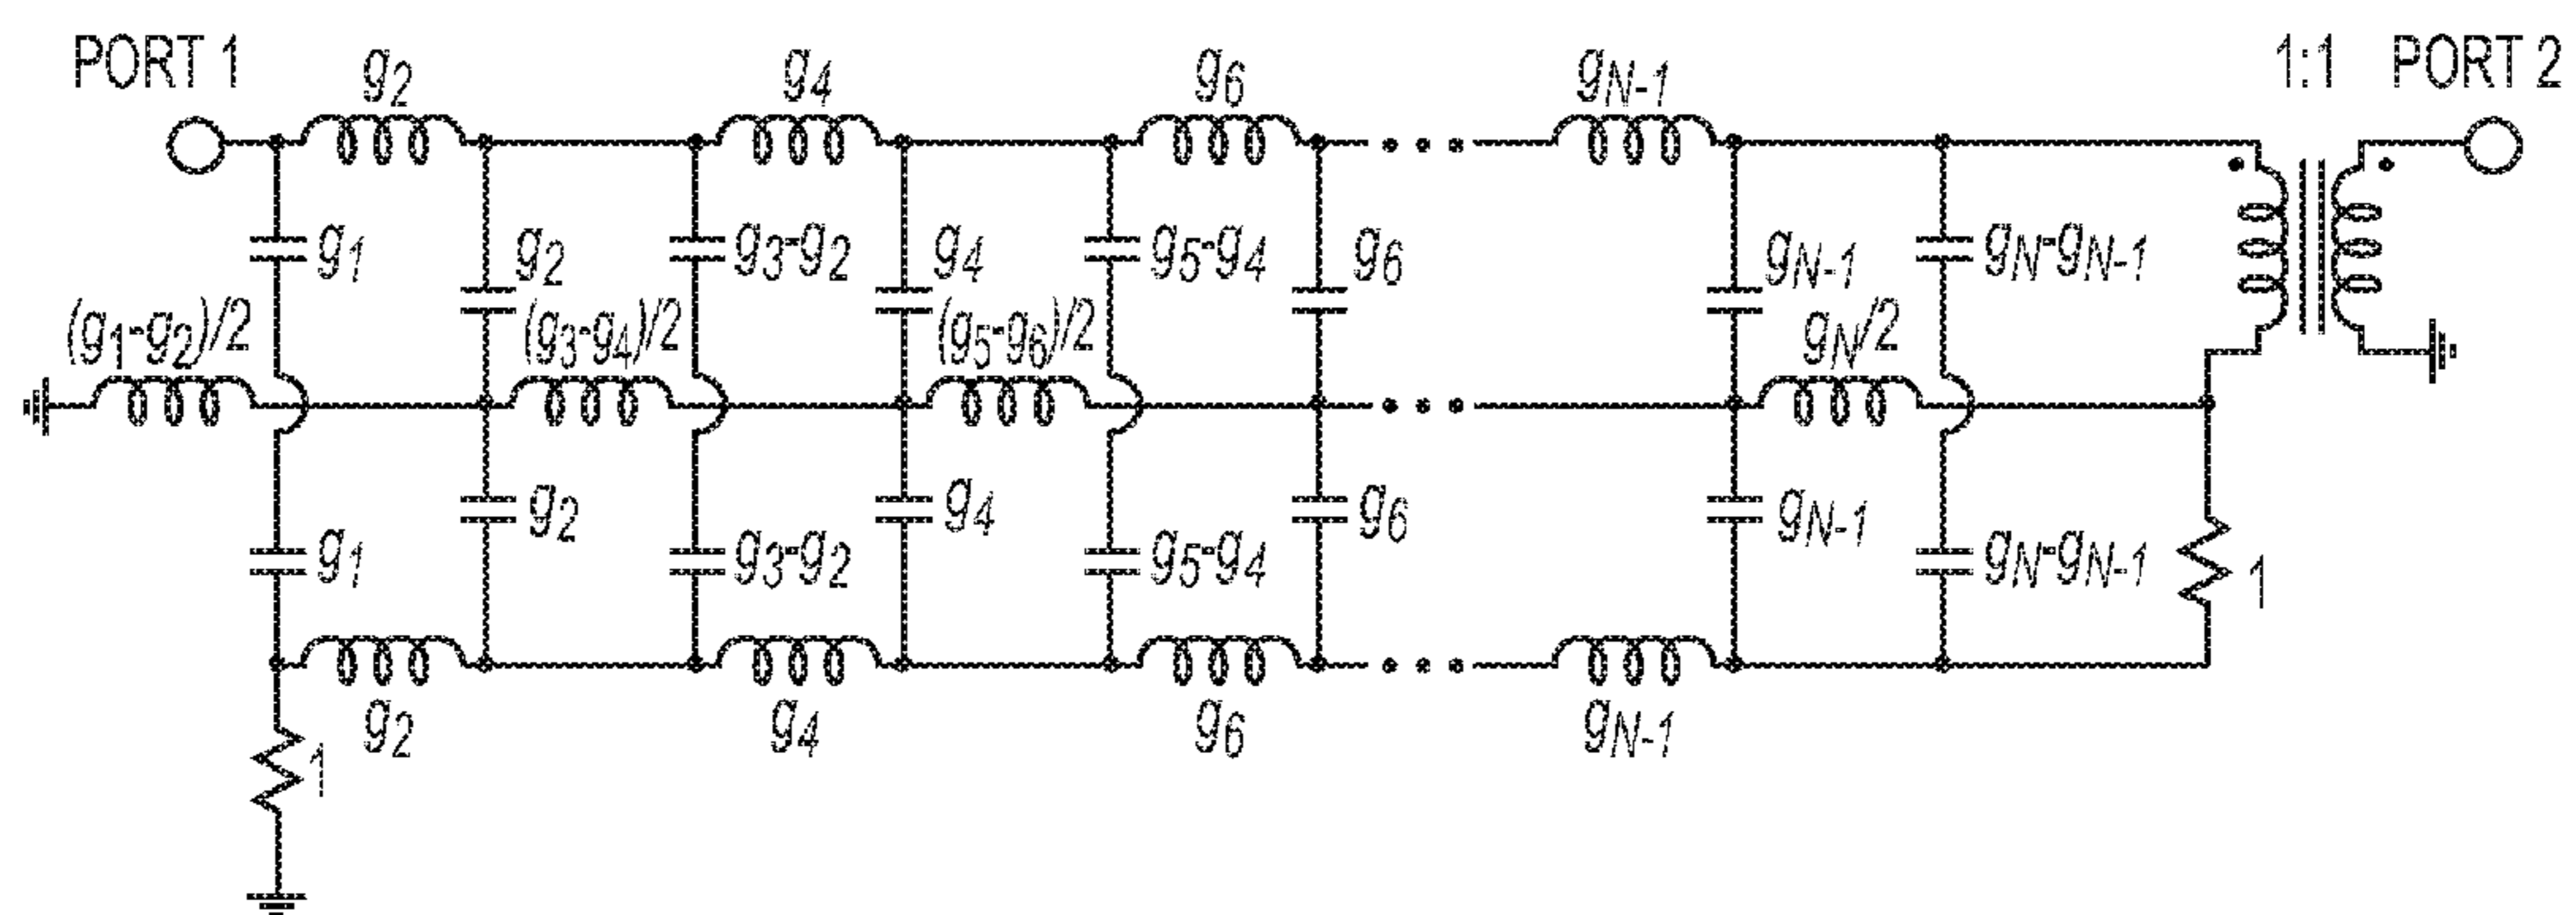 PORT 1 g2 g4 g6 gN-1 1:1 PORT 2
g1 g2 g3-g2 g4 g5-g4 g6 gN-1 gN-gN-1
(g1-g2)/2 (g3-g4)/2 (g5-g6)/2 gN/2
g1 g2 g3-g2 g4 g5-g4 g6 gN-1 gN-gN-1 1
1 g2 g4 g6 gN-1